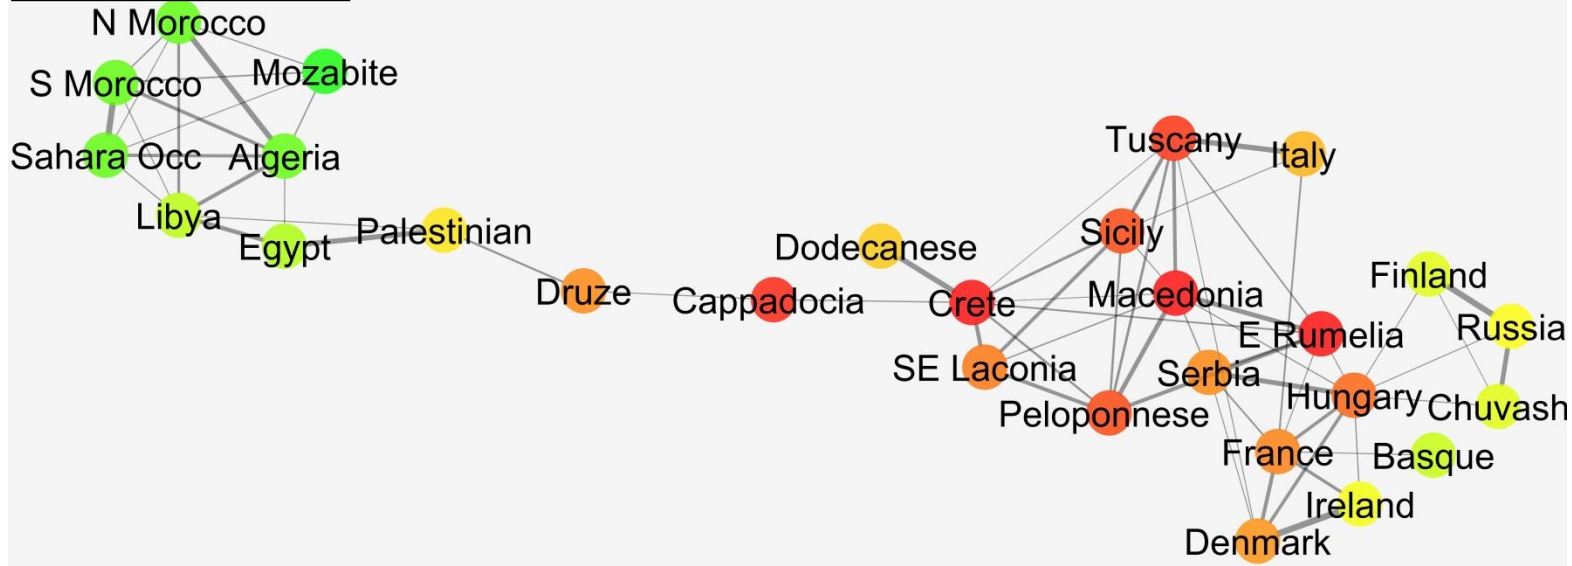 N Morocco
Mozabite
S Morocco
Tuscany
Sahara Occ
Algeria
Italy
Libya
Egypt
Palestinian
Sicily
Dodecanese
Finland
Druze
Cappadocia
Crete
Macedonia
E Rumelia
Russia
SE Laconia
Serbia
Hungary
Chuvash
Peloponnese
France
Basque
Ireland
Denmark